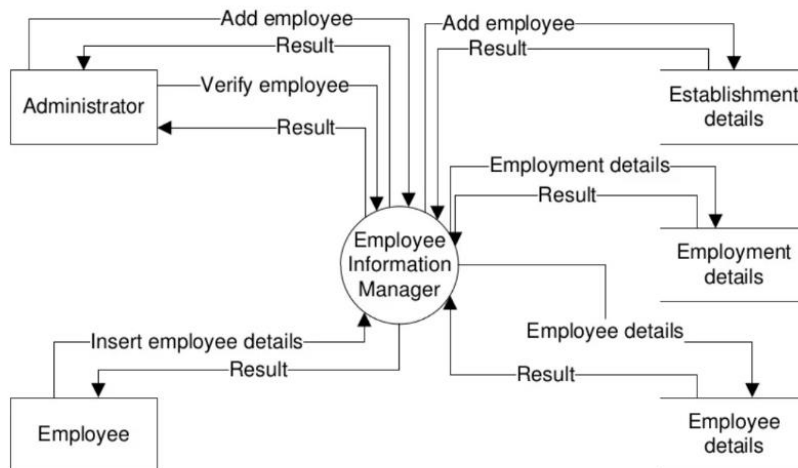 Add employee
Add employee
Result
Result
Administrator
Verify employee
Establishment
details
Result
Employment details
Result
Employee
Information
Manager
Employment
details
Insert employee details
Employee details
Result
Result
Employee
Employee
details